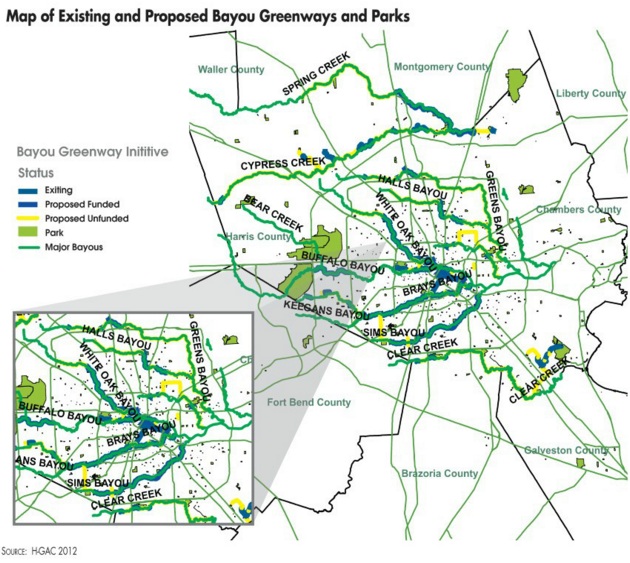 Map of Existing and Proposed Bayou Greenways and Parks
Waller County
SPRING CREEK
Montgomery County
Liberty County
Bayou Greenway Inititive
Status
Exiting
Proposed Funded
Proposed Unfunded
Park
Major Bayous
CYPRESS CREEK
HALLS BAYOU
GREENS BAYOU
BEAR CREEK
WHITE OAK BAYOU
Chambers County
Harris County
BUFFALO BAYOU
BRAYS BAYOU
KEEGANS BAYOU
SIMS BAYOU
CLEAR CREEK
CLEAR CREEK
Fort Bend County
Galveston County
Brazoria County
HALLS BAYOU
GREENS BAYOU
WHITE OAK BAYOU
BUFFALO BAYOU
BRAYS BAYOU
ANS BAYOU
SIMS BAYOU
CLEAR CREEK
SOURCE: H-GAC 2012